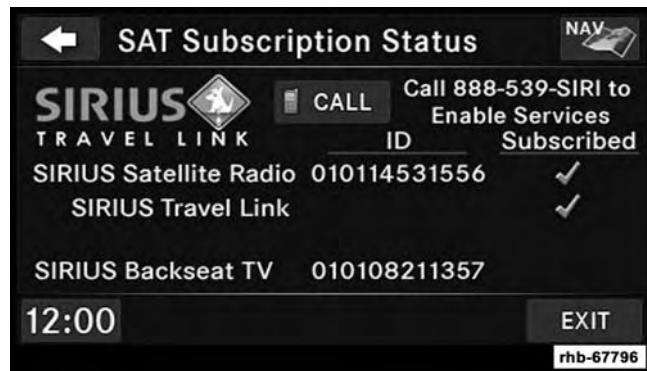 SAT Subscription Status
NAV
SIRIUS
TRAVEL LINK
CALL
Call 888-539-SIRI to
Enable Services
ID Subscribed
SIRIUS Satellite Radio 010114531556
SIRIUS Travel Link
SIRIUS Backseat TV 010108211357
12:00
EXIT
rhb-67796